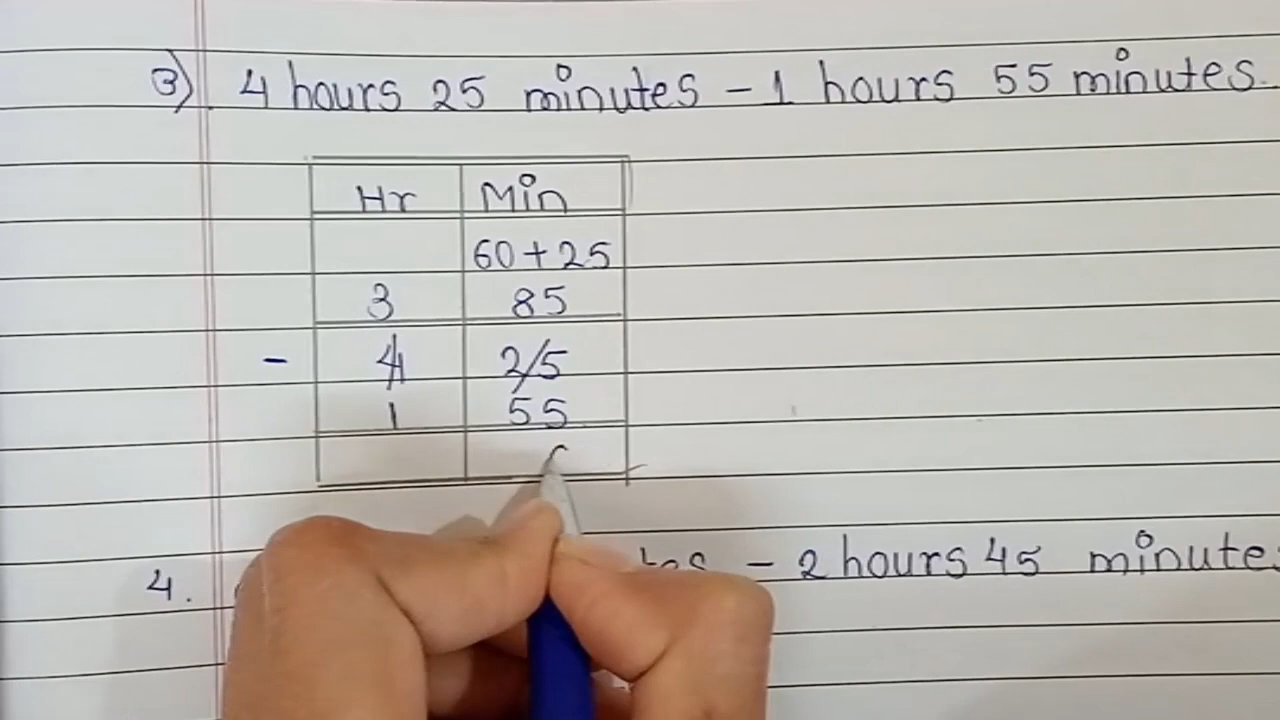 3) 4 hours 25 minutes - 1 hours 55 minutes.
Hr Min
60+25
3 85
- 4 25
1 55
4. - 2 hours 45 minutes